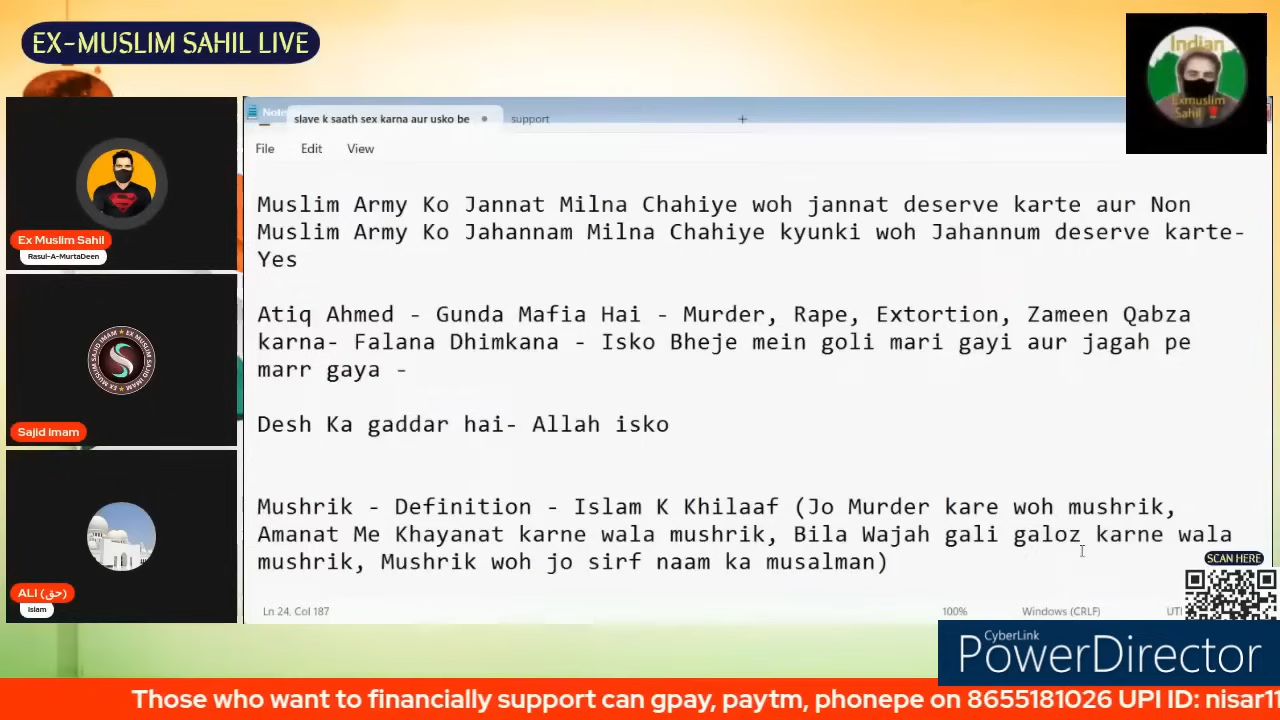 EX-MUSLIM SAHIL LIVE
Indian
Exmuslim
Sahil
Ex Muslim Sahil
Rasul-A-MurtaDeen
Sajid imam
ALI (حق)
Islam
slave k saath sex karna aur usko be
support
File Edit View
Muslim Army Ko Jannat Milna Chahiye woh jannat deserve karte aur Non
Muslim Army Ko Jahannam Milna Chahiye kyunki woh Jahannum deserve karte-
Yes
Atiq Ahmed - Gunda Mafia Hai - Murder, Rape, Extortion, Zameen Qabza
karna- Falana Dhimkana - Isko Bheje mein goli mari gayi aur jagah pe
marr gaya -
Desh Ka gaddar hai- Allah isko
Mushrik - Definition - Islam K Khilaaf (Jo Murder kare woh mushrik,
Amanat Me Khayanat karne wala mushrik, Bila Wajah gali galoz karne wala
mushrik, Mushrik woh jo sirf naam ka musalman)
Ln 24, Col 187
100%
Windows (CRLF)
SCAN HERE
CyberLink
PowerDirector
Those who want to financially support can gpay, paytm, phonepe on 8655181026 UPI ID: nisar11